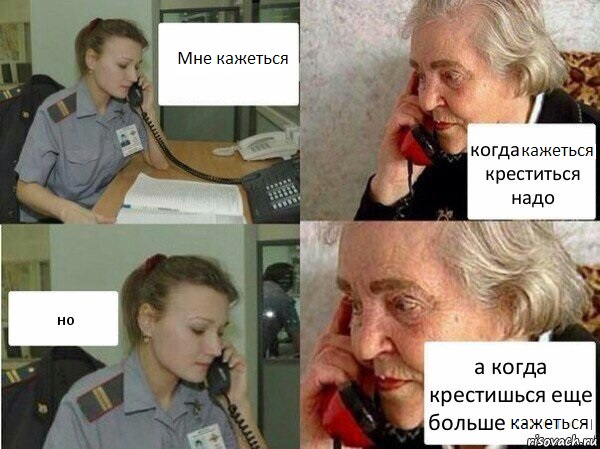 Мне кажеться
когда кажеться
креститься
надо
но
а когда
крестишься еще
больше кажеться
risovach.ru